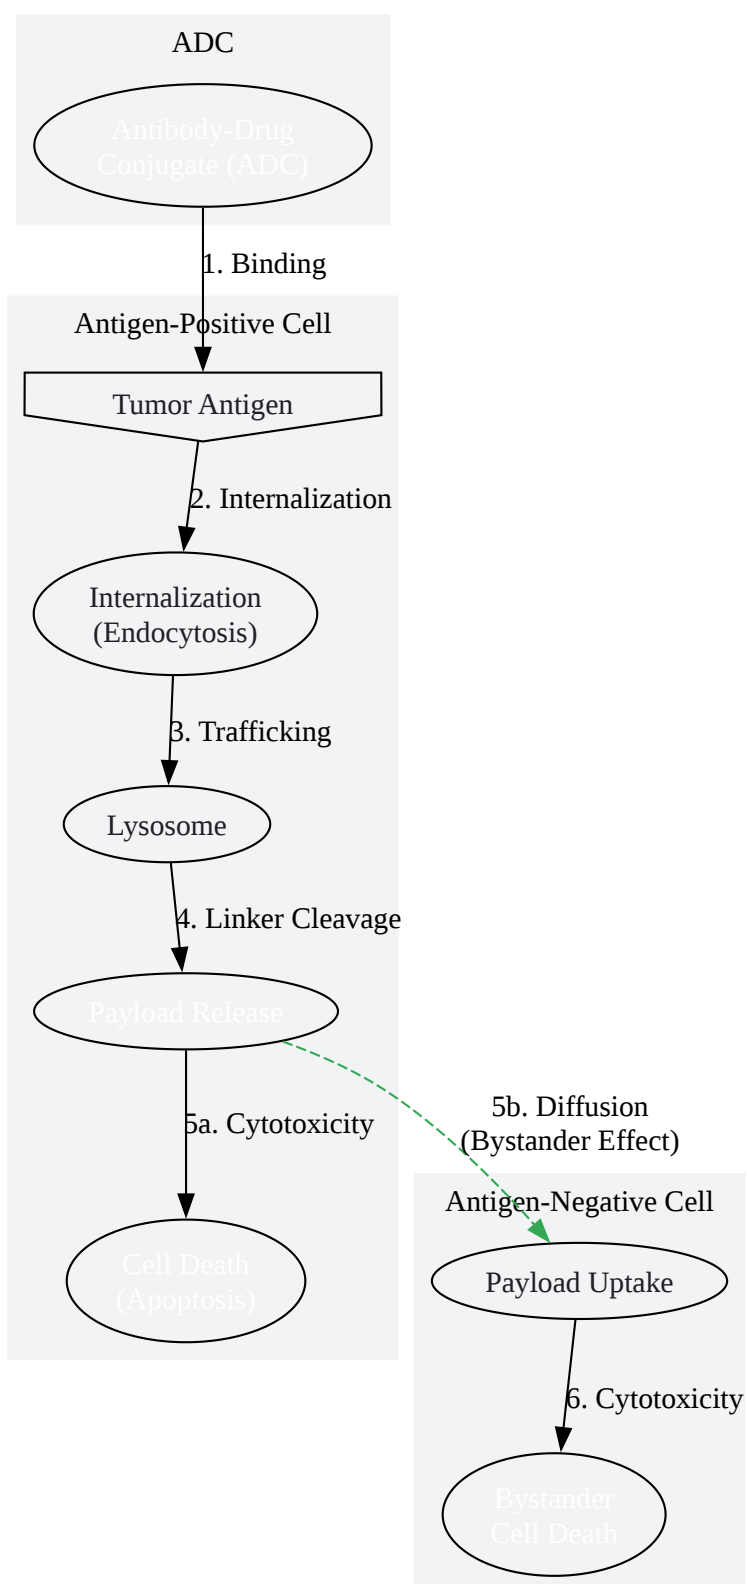 ADC
Antibody-Drug
Conjugate (ADC)
1. Binding
Antigen-Positive Cell
Tumor Antigen
2. Internalization
Internalization
(Endocytosis)
3. Trafficking
Lysosome
4. Linker Cleavage
Payload Release
5a. Cytotoxicity
5b. Diffusion
(Bystander Effect)
Antigen-Negative Cell
Cell Death
(Apoptosis)
Payload Uptake
6. Cytotoxicity
Bystander
Cell Death